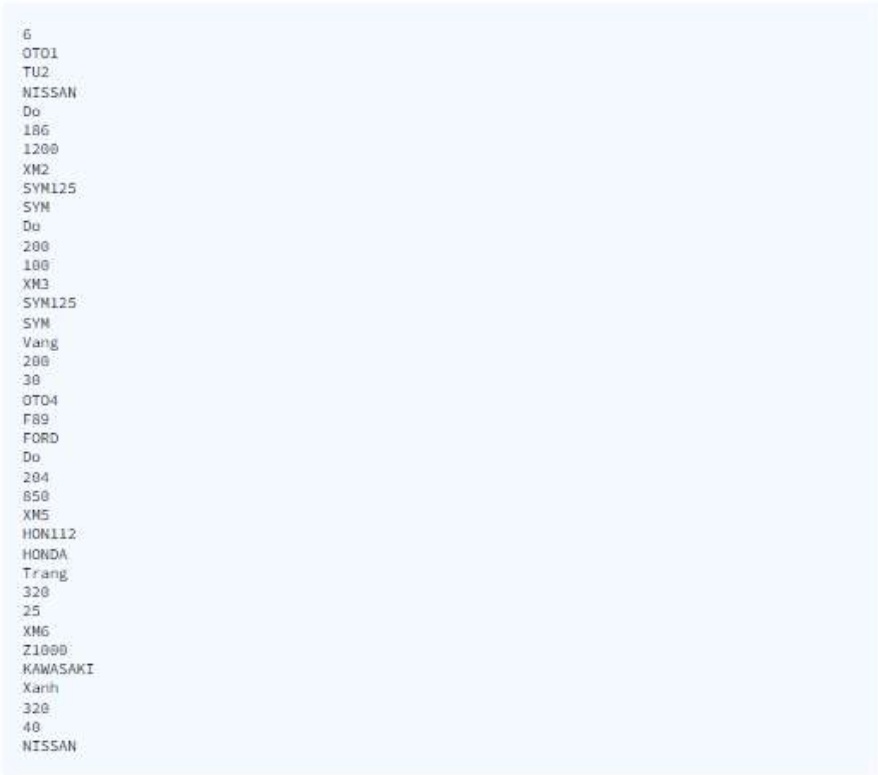 6
OTO1
TU2
NISSAN
Do
186
1200
XM2
SYM125
SYM
Do
200
100
XM3
SYM125
SYM
Vang
200
30
OTO4
F89
FORD
Do
204
850
XM5
HON112
HONDA
Trang
320
25
XM6
Z1000
KAWASAKI
Xanh
320
40
NISSAN